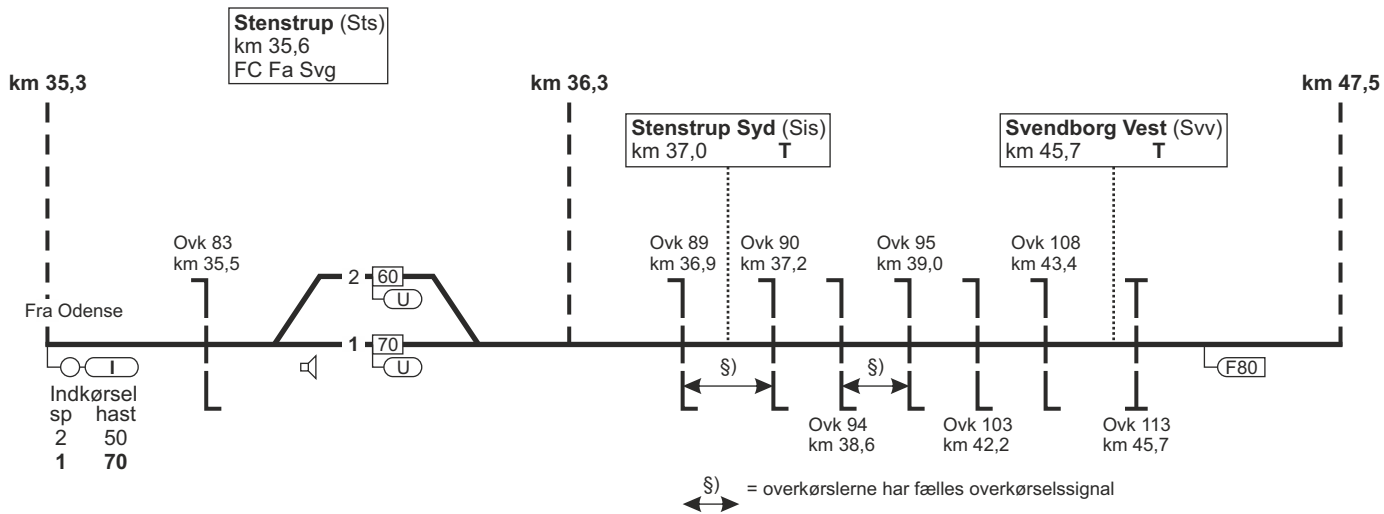 Stenstrup (Sts)
km 35,6
FC Fa Svg
km 35,3
km 36,3
km 47,5
Stenstrup Syd (Sis)
km 37,0 T
Svendborg Vest (Svv)
km 45,7 T
Ovk 83
km 35,5
Ovk 89
km 36,9
Ovk 90
km 37,2
Ovk 95
km 39,0
Ovk 108
km 43,4
2 60
U
Fra Odense
1 70
U
I
F80
§)
§)
Indkørsel
sp hast
2 50
1 70
Ovk 94
km 38,6
Ovk 103
km 42,2
Ovk 113
km 45,7
§) = overkørslerne har fælles overkørselssignal